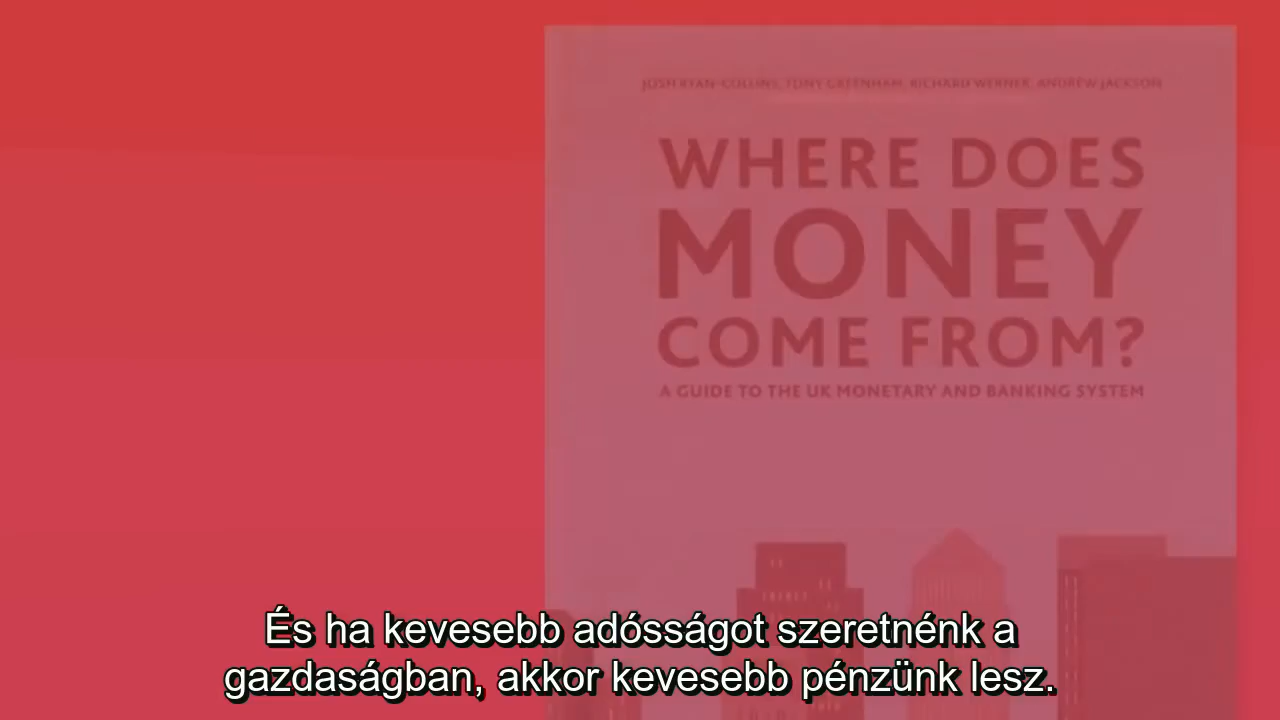 JOSH RYAN-COLLINS, TONY GREENHAM, RICHARD WERNER, ANDREW JACKSON
WHERE DOES
MONEY
COME FROM?
A GUIDE TO THE UK MONETARY AND BANKING SYSTEM
És ha kevesebb adósságot szeretnénk a
gazdaságban, akkor kevesebb pénzünk lesz.